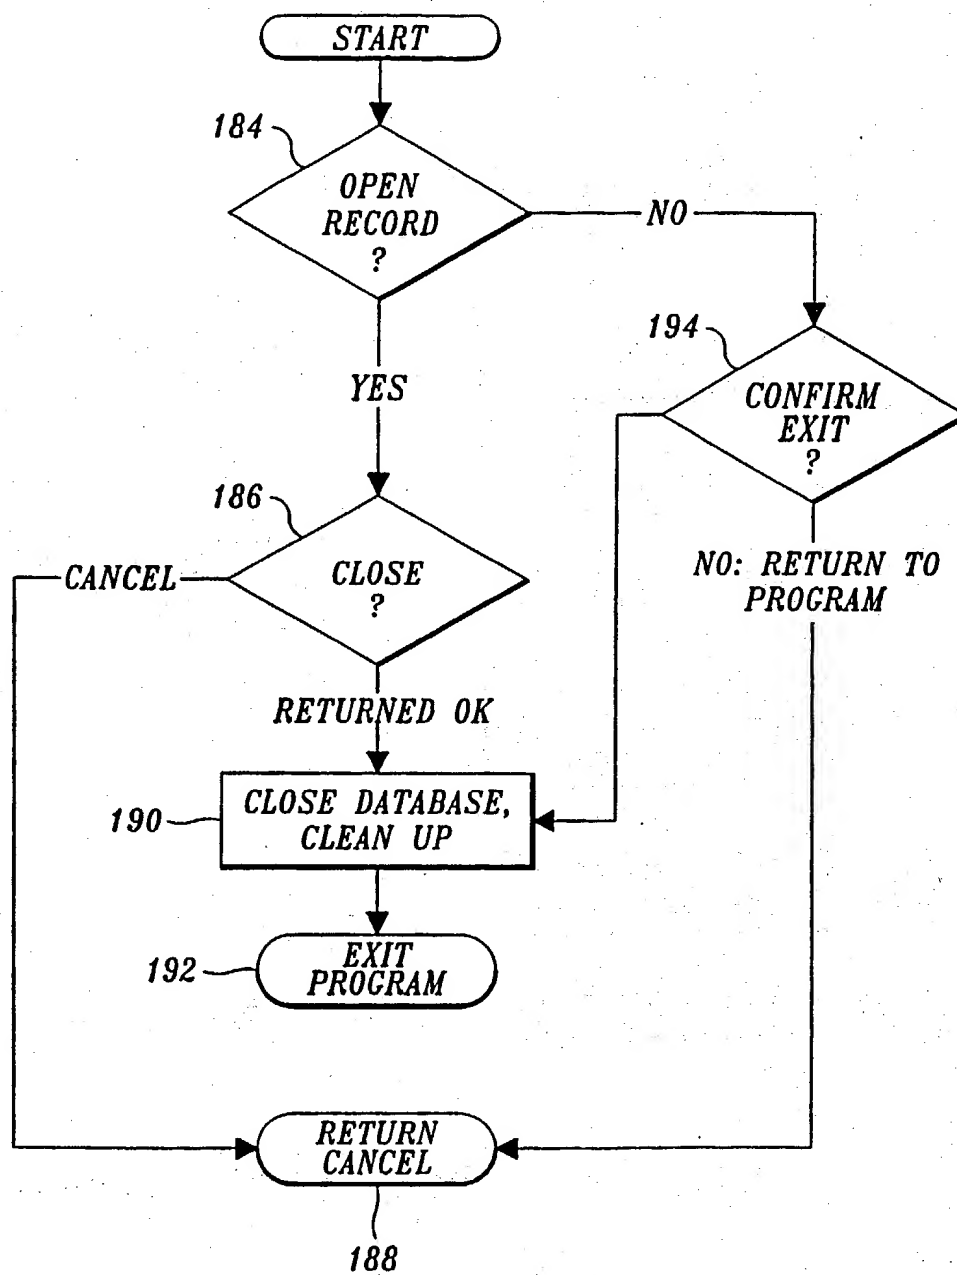 START
184
OPEN
RECORD
?
NO
194
CONFIRM
EXIT
?
YES
186
CANCEL
CLOSE
?
NO: RETURN TO
PROGRAM
RETURNED OK
190
CLOSE DATABASE,
CLEAN UP
192
EXIT
PROGRAM
RETURN
CANCEL
188